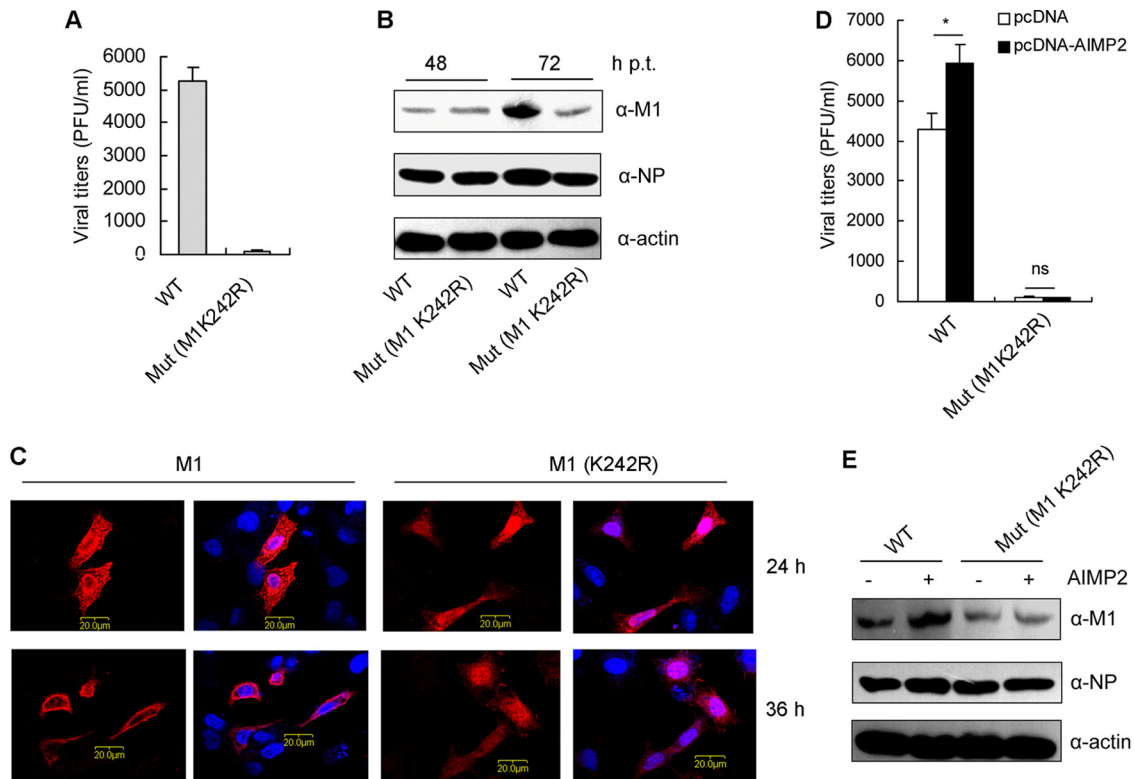 A
Viral titers (PFU/ml)
6000
5000
4000
3000
2000
1000
0
WT
Mut (M1K242R)
B
48 72 h p.t.
α-M1
α-NP
α-actin
WT
Mut (M1 K242R)
WT
Mut (M1 K242R)
D
Viral titers (PFU/ml)
7000
6000
5000
4000
3000
2000
1000
0
* pcDNA
pcDNA-AIMP2
ns
WT
Mut (M1K242R)
C
M1 M1 (K242R)
24 h
20.0μm 20.0μm 20.0μm 20.0μm
36 h
20.0μm 20.0μm 20.0μm 20.0μm
E
WT Mut (M1 K242R)
- + - + AIMP2
α-M1
α-NP
α-actin